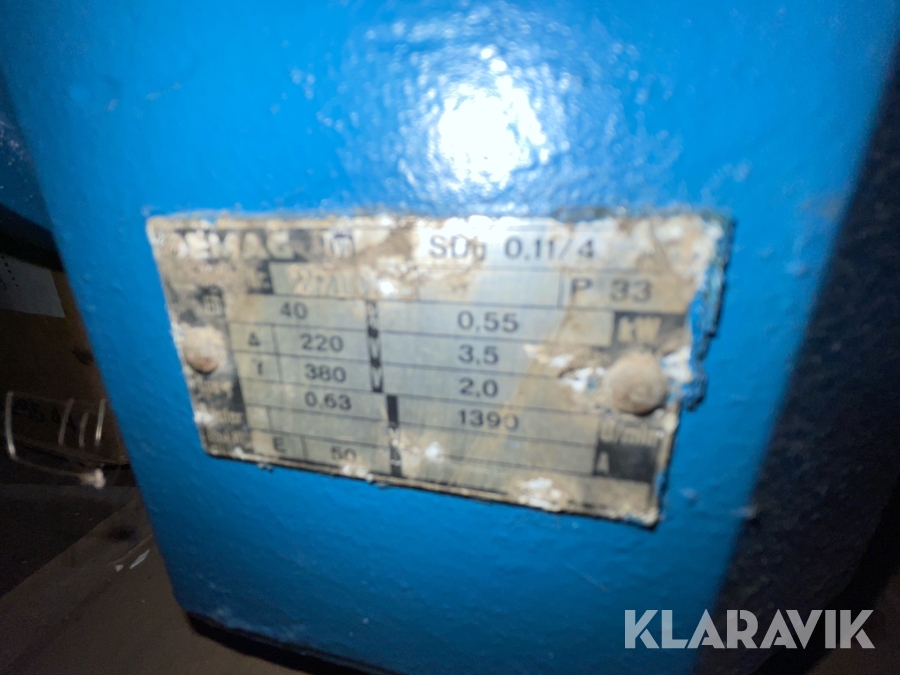 DEMAG
0,11/4
P 33
40 0,55 kW
Δ 220 V 3,5
Y 380 V 2,0
0,63 1390
E 50 A
KLARAVIK